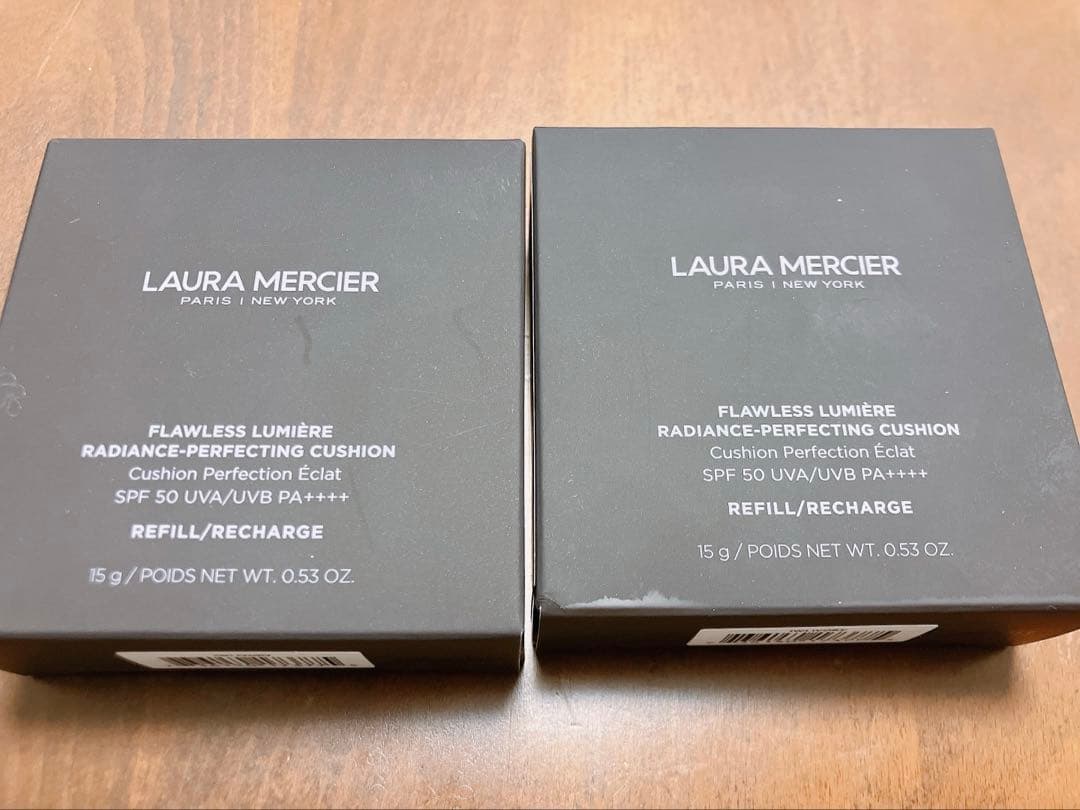 LAURA MERCIER
PARIS | NEW YORK
FLAWLESS LUMIÈRE
RADIANCE-PERFECTING CUSHION
Cushion Perfection Éclat
SPF 50 UVA/UVB PA++++
REFILL/RECHARGE
15 g / POIDS NET WT. 0.53 OZ.
LAURA MERCIER
PARIS | NEW YORK
FLAWLESS LUMIÈRE
RADIANCE-PERFECTING CUSHION
Cushion Perfection Éclat
SPF 50 UVA/UVB PA++++
REFILL/RECHARGE
15 g / POIDS NET WT. 0.53 OZ.